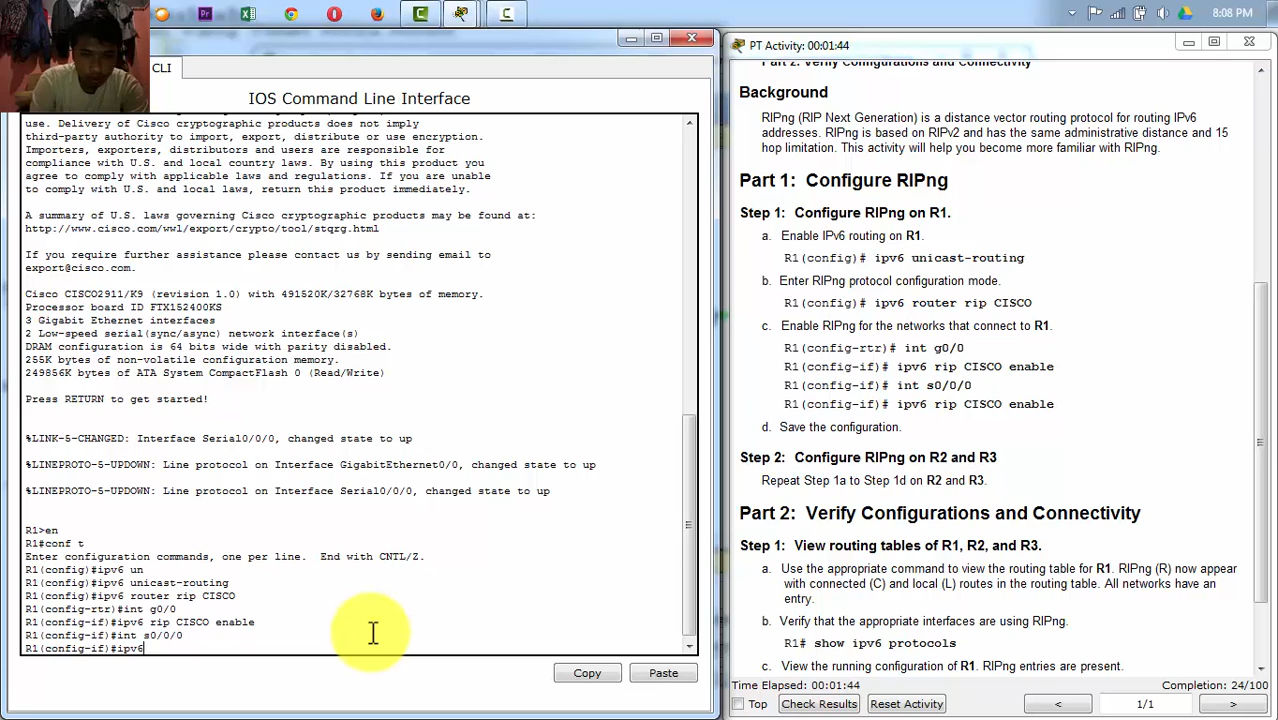 8:08 PM
CLI
IOS Command Line Interface
use. Delivery of Cisco cryptographic products does not imply
third-party authority to import, export, distribute or use encryption.
Importers, exporters, distributors and users are responsible for
compliance with U.S. and local country laws. By using this product you
agree to comply with applicable laws and regulations. If you are unable
to comply with U.S. and local laws, return this product immediately.
A summary of U.S. laws governing Cisco cryptographic products may be found at:
http://www.cisco.com/wwl/export/crypto/tool/stqrg.html
If you require further assistance please contact us by sending email to
export@cisco.com.
Cisco CISCO2911/K9 (revision 1.0) with 491520K/32768K bytes of memory.
Processor board ID FTX152400KS
3 Gigabit Ethernet interfaces
2 Low-speed serial(sync/async) network interface(s)
DRAM configuration is 64 bits wide with parity disabled.
255K bytes of non-volatile configuration memory.
249856K bytes of ATA System CompactFlash 0 (Read/Write)
Press RETURN to get started!
%LINK-5-CHANGED: Interface Serial0/0/0, changed state to up
%LINEPROTO-5-UPDOWN: Line protocol on Interface GigabitEthernet0/0, changed state to up
%LINEPROTO-5-UPDOWN: Line protocol on Interface Serial0/0/0, changed state to up
R1>en
R1#conf t
Enter configuration commands, one per line. End with CNTL/Z.
R1(config)#ipv6 un
R1(config)#ipv6 unicast-routing
R1(config)#ipv6 router rip CISCO
R1(config-rtr)#int g0/0
R1(config-if)#ipv6 rip CISCO enable
R1(config-if)#int s0/0/0
R1(config-if)#ipv6
Copy
Paste
PT Activity: 00:01:44
Part 2: Verify Configurations and Connectivity
Background
RIPng (RIP Next Generation) is a distance vector routing protocol for routing IPv6
addresses. RIPng is based on RIPv2 and has the same administrative distance and 15
hop limitation. This activity will help you become more familiar with RIPng.
Part 1: Configure RIPng
Step 1: Configure RIPng on R1.
a. Enable IPv6 routing on R1.
R1(config)# ipv6 unicast-routing
b. Enter RIPng protocol configuration mode.
R1(config)# ipv6 router rip CISCO
c. Enable RIPng for the networks that connect to R1.
R1(config-rtr)# int g0/0
R1(config-if)# ipv6 rip CISCO enable
R1(config-if)# int s0/0/0
R1(config-if)# ipv6 rip CISCO enable
d. Save the configuration.
Step 2: Configure RIPng on R2 and R3
Repeat Step 1a to Step 1d on R2 and R3.
Part 2: Verify Configurations and Connectivity
Step 1: View routing tables of R1, R2, and R3.
a. Use the appropriate command to view the routing table for R1. RIPng (R) now appear
with connected (C) and local (L) routes in the routing table. All networks have an
entry.
b. Verify that the appropriate interfaces are using RIPng.
R1# show ipv6 protocols
c. View the running configuration of R1. RIPng entries are present.
Time Elapsed: 00:01:44
Completion: 24/100
Top
Check Results
Reset Activity
<
1/1
>